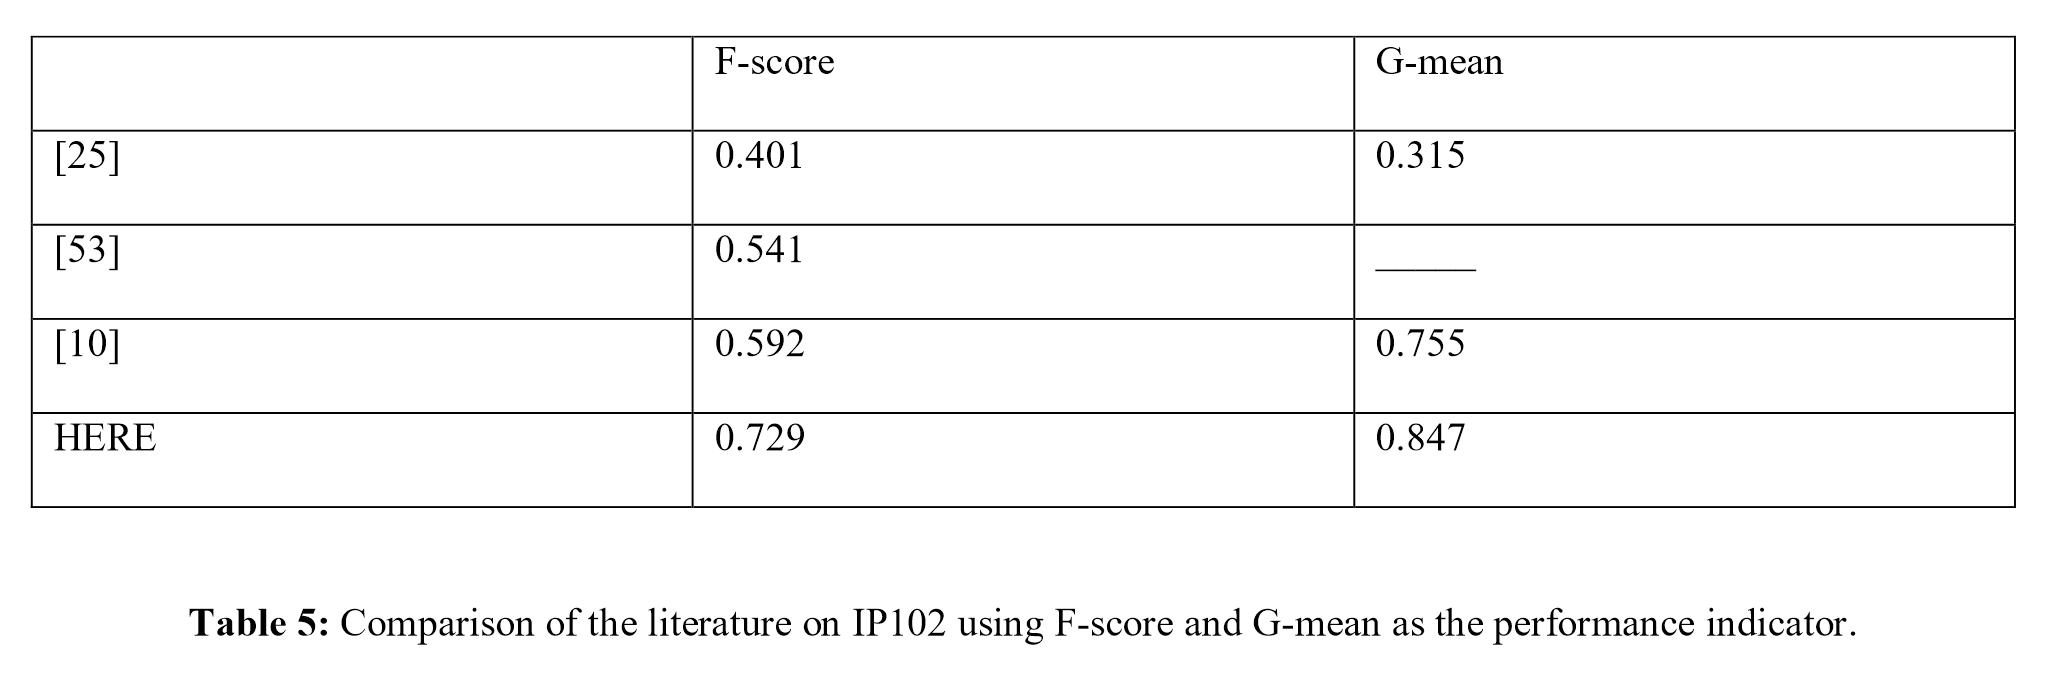 F-score G-mean
[25] 0.401 0.315
[53] 0.541 _____
[10] 0.592 0.755
HERE 0.729 0.847
Table 5: Comparison of the literature on IP102 using F-score and G-mean as the performance indicator.